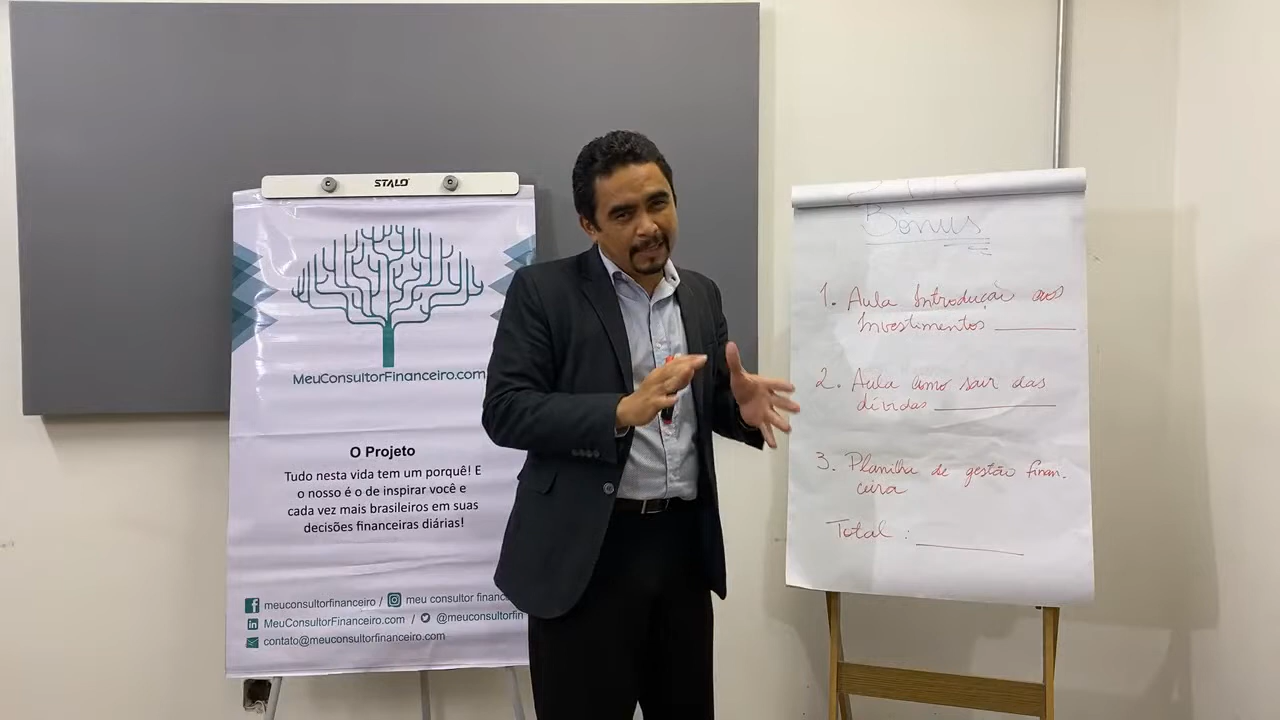 STALO
MeuConsultorFinanceiro.com
O Projeto
Tudo nesta vida tem um porquê! E
o nosso é o de inspirar você e
cada vez mais brasileiros em suas
decisões financeiras diárias!
meuconsultorfinanceiro / meu consultor financ
MeuConsultorFinanceiro.com / @meuconsultorfin
contato@meuconsultorfinanceiro.com
Bônus
1. Aula Introdução aos
Investimentos
2. Aula como sair das
dívidas
3. Planilha de gestão finan-
ceira
Total :